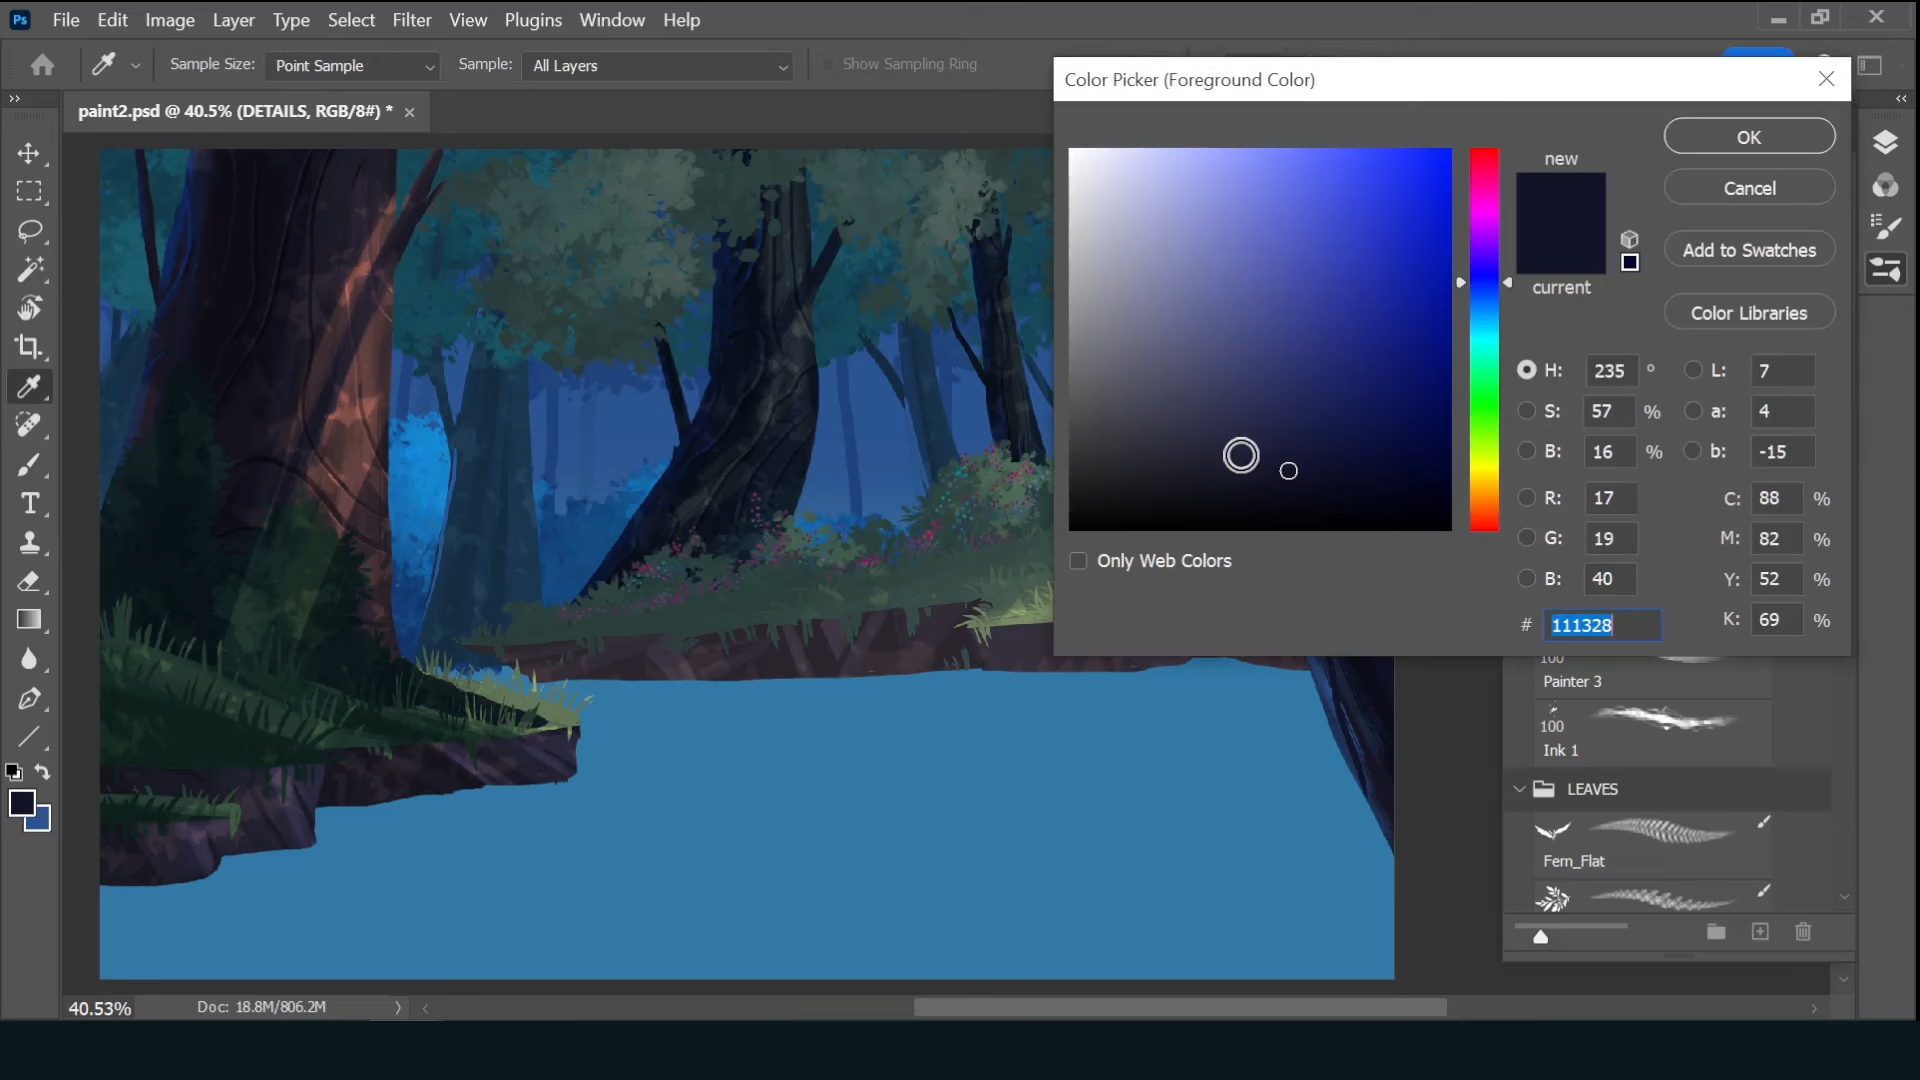 Ps File Edit Image Layer Type Select Filter View Plugins Window Help
Sample Size: Point Sample Sample: All Layers Show Sampling Ring
paint2.psd @ 40.5% (DETAILS, RGB/8#) *
Color Picker (Foreground Color)
new
current
OK
Cancel
Add to Swatches
Color Libraries
H: 235 ° L: 7
S: 57 % a: 4
B: 16 % b: -15
R: 17 C: 88 %
G: 19 M: 82 %
B: 40 Y: 52 %
# 111328 K: 69 %
Only Web Colors
100
Painter 3
100
Ink 1
LEAVES
Fern_Flat
40.53% Doc: 18.8M/806.2M